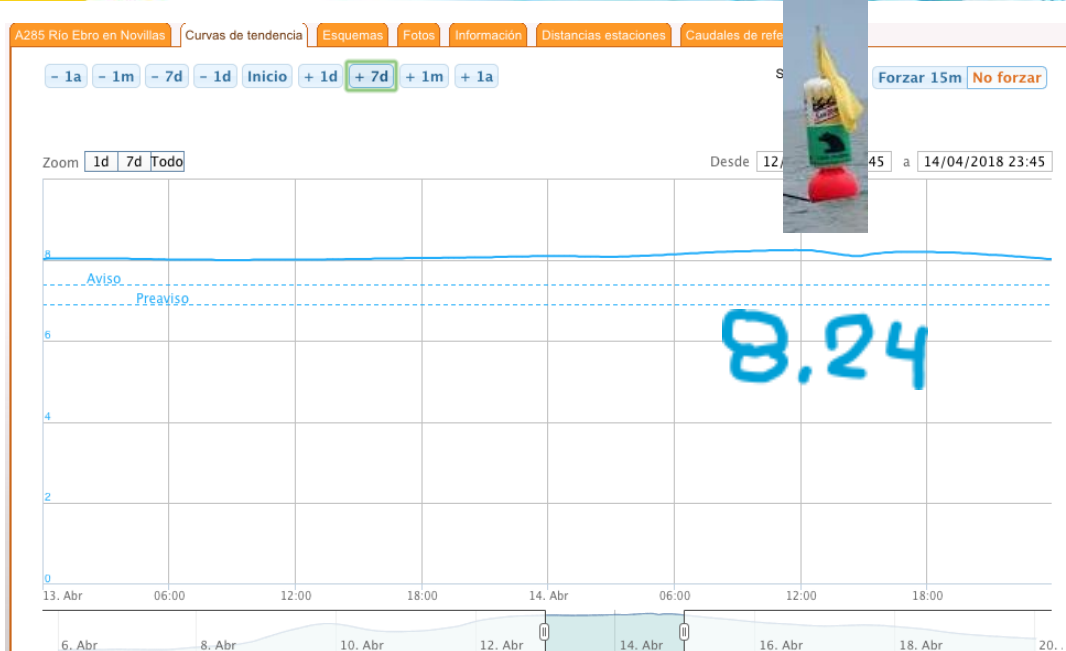 A285 Río Ebro en Novillas Curvas de tendencia Esquemas Fotos Información Distancias estaciones Caudales de refe
- 1a - 1m - 7d - 1d Inicio + 1d + 7d + 1m + 1a S Forzar 15m No forzar
Zoom 1d 7d Todo Desde 12/ 45 a 14/04/2018 23:45
8
Aviso
Preaviso
6
8.24
4
2
0
13. Abr 06:00 12:00 18:00 14. Abr 06:00 12:00 18:00
6. Abr 8. Abr 10. Abr 12. Abr 14. Abr 16. Abr 18. Abr 20.